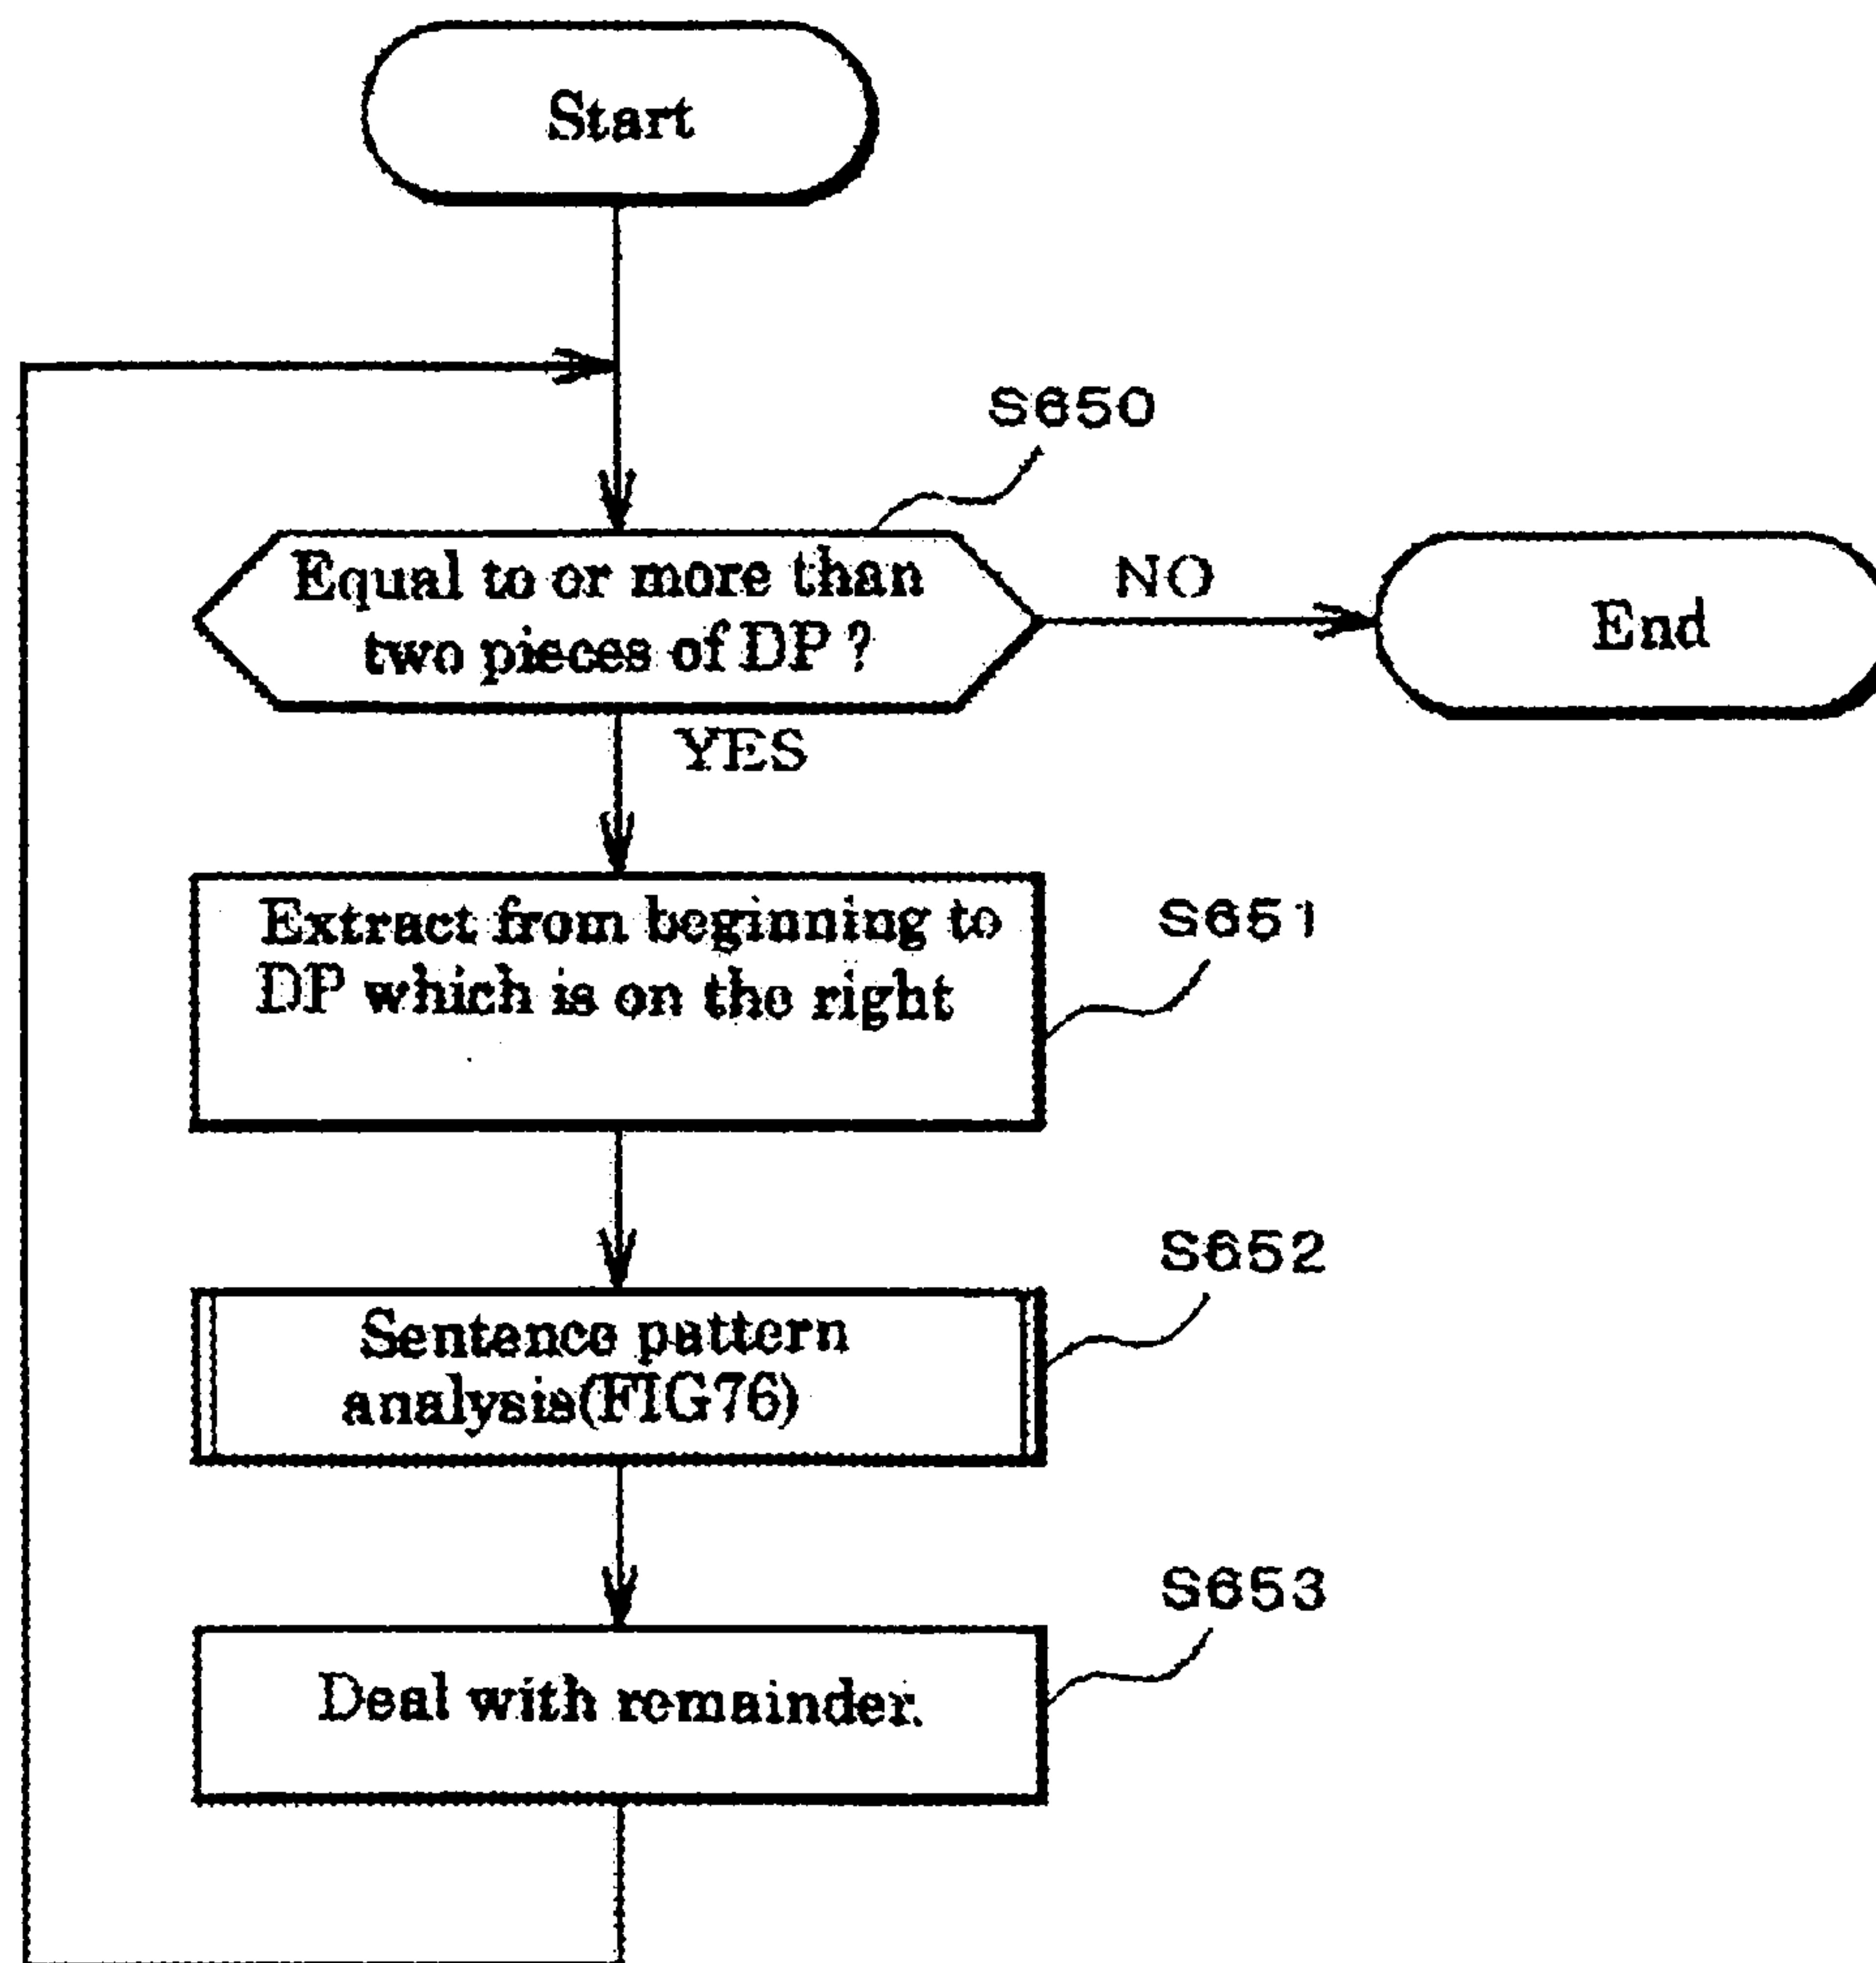 Start
S650
Equal to or more than
two pieces of DP ?
NO
End
YES
Extract from beginning to
DP which is on the right
S651
S652
Sentence pattern
analysis(FIG76)
S653
Deal with remainder.